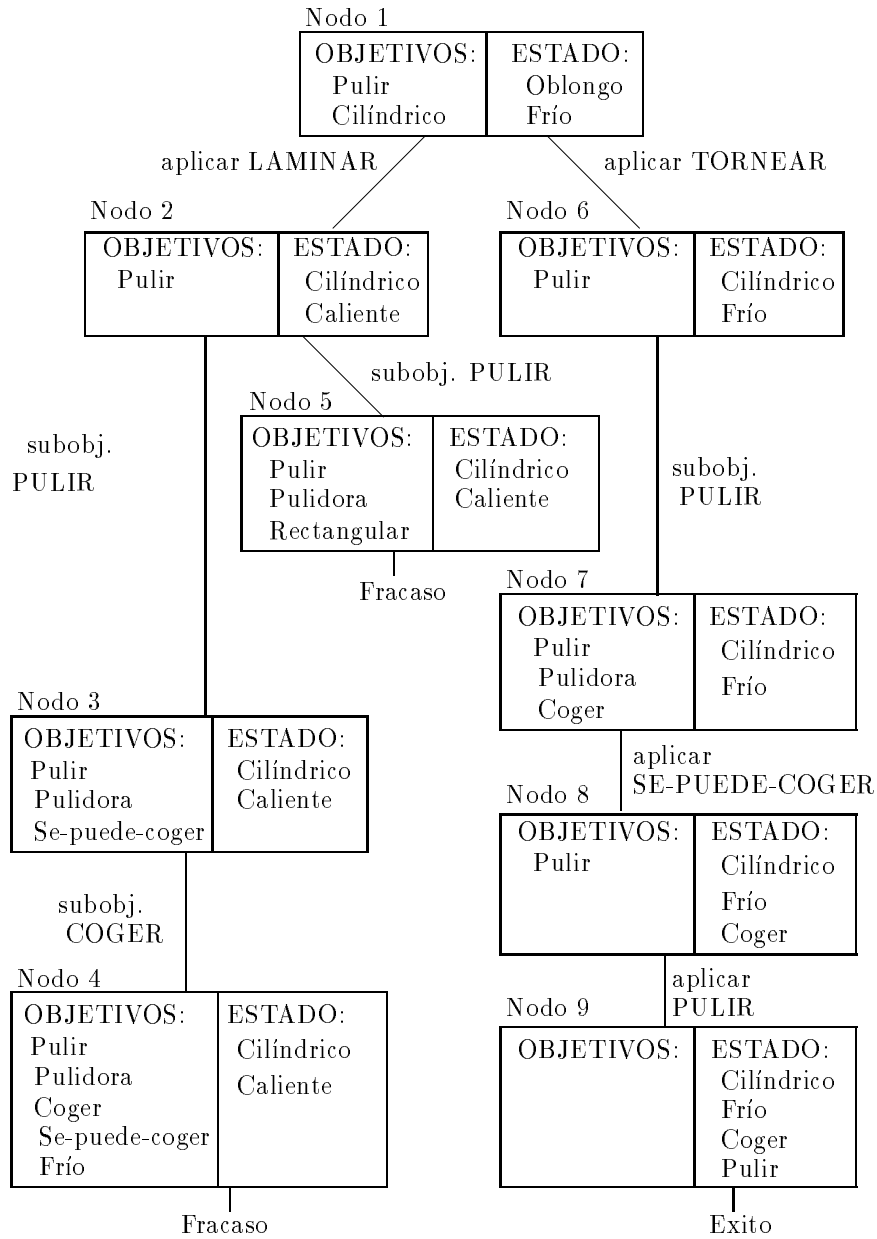 Nodo 1
OBJETIVOS:
Pulir
Cilíndrico
ESTADO:
Oblongo
Frío
aplicar LAMINAR
aplicar TORNEAR
Nodo 2
OBJETIVOS:
Pulir
ESTADO:
Cilíndrico
Caliente
Nodo 6
OBJETIVOS:
Pulir
ESTADO:
Cilíndrico
Frío
subobj. PULIR
Nodo 5
OBJETIVOS:
Pulir
Pulidora
Rectangular
ESTADO:
Cilíndrico
Caliente
Fracaso
subobj.
PULIR
subobj.
PULIR
Nodo 7
OBJETIVOS:
Pulir
Pulidora
Coger
ESTADO:
Cilíndrico
Frío
Nodo 3
OBJETIVOS:
Pulir
Pulidora
Se-puede-coger
ESTADO:
Cilíndrico
Caliente
aplicar
SE-PUEDE-COGER
Nodo 8
OBJETIVOS:
Pulir
ESTADO:
Cilíndrico
Frío
Coger
subobj.
COGER
Nodo 4
OBJETIVOS:
Pulir
Pulidora
Coger
Se-puede-coger
Frío
ESTADO:
Cilíndrico
Caliente
Fracaso
aplicar
PULIR
Nodo 9
OBJETIVOS:
ESTADO:
Cilíndrico
Frío
Coger
Pulir
Exito